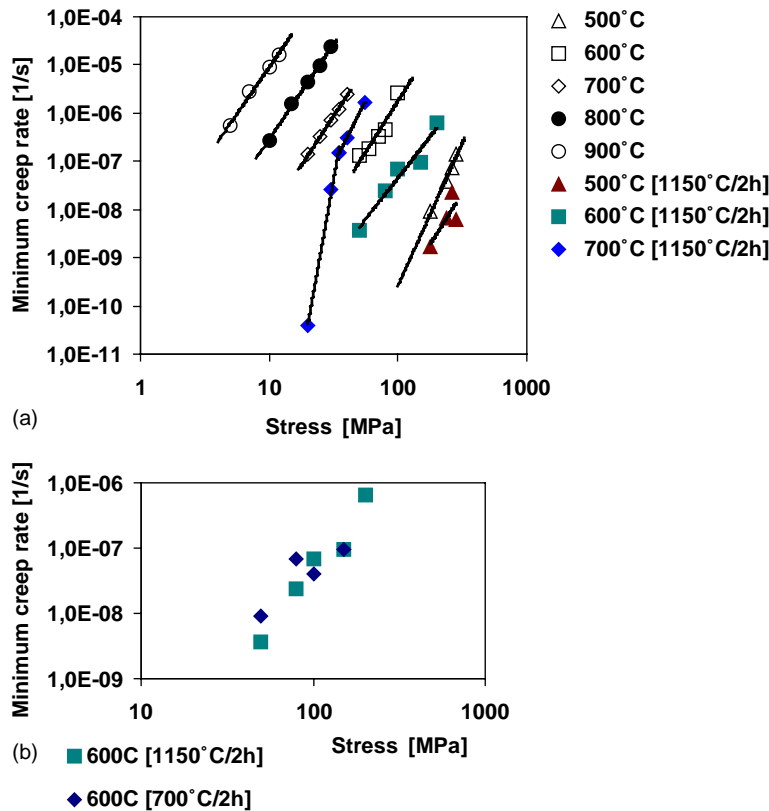 Minimum creep rate [1/s]
1,0E-04
1,0E-05
1,0E-06
1,0E-07
1,0E-08
1,0E-09
1,0E-10
1,0E-11
1
10
100
1000
Stress [MPa]
(a)
500˚C
600˚C
700˚C
800˚C
900˚C
500˚C [1150˚C/2h]
600˚C [1150˚C/2h]
700˚C [1150˚C/2h]
Minimum creep rate [1/s]
1,0E-06
1,0E-07
1,0E-08
1,0E-09
10
100
1000
Stress [MPa]
(b)
600C [1150˚C/2h]
600C [700˚C/2h]